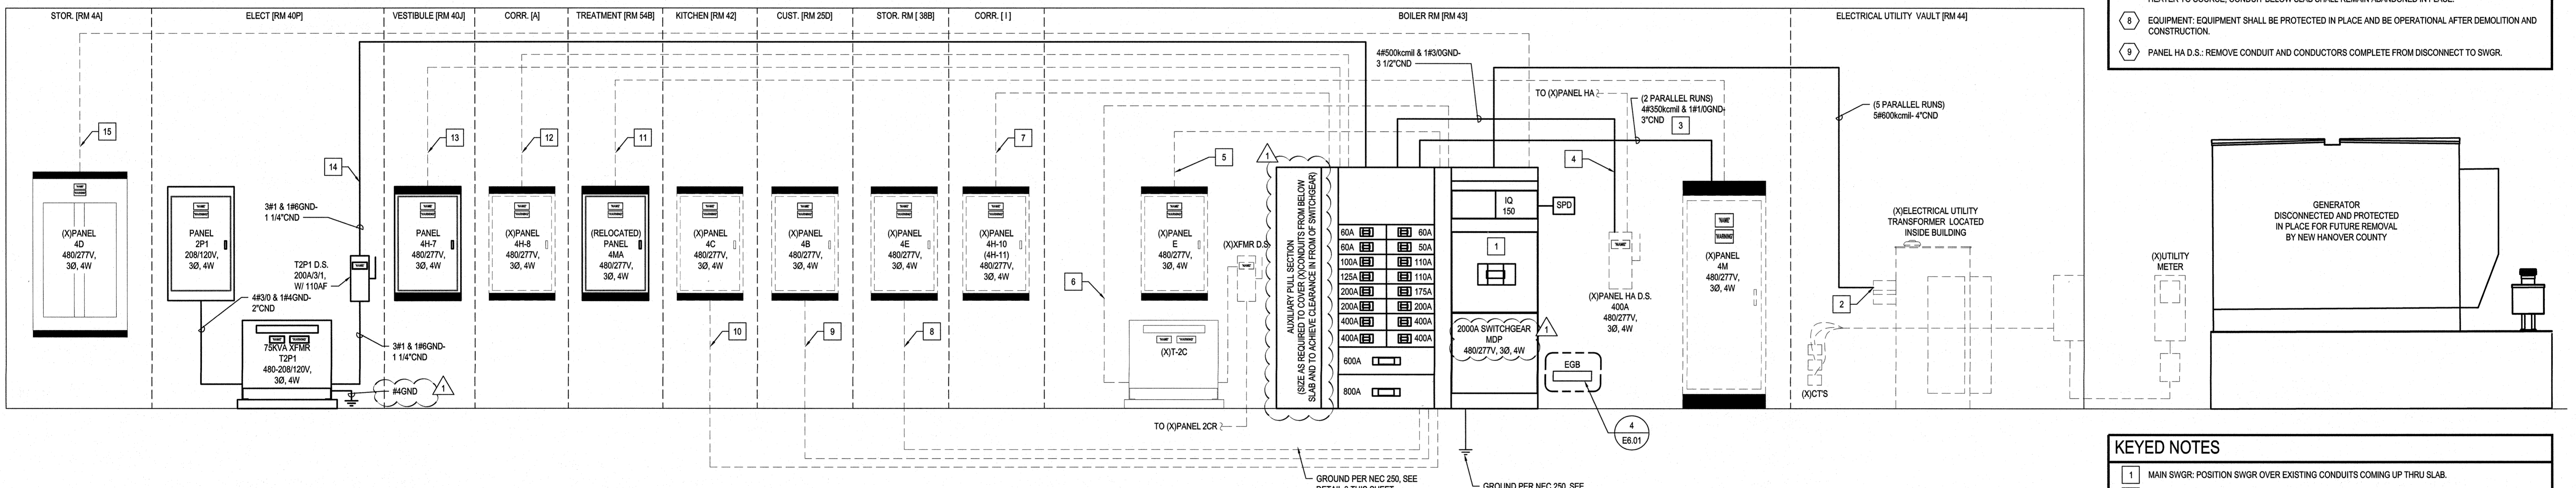 STOR. [RM 4A]
ELECT [RM 40P]
VESTIBULE [RM 40J]
CORR. [A]
TREATMENT [RM 54B]
KITCHEN [RM 42]
CUST. [RM 25D]
STOR. RM [ 38B]
CORR. [ I ]
BOILER RM [RM 43]
ELECTRICAL UTILITY VAULT [RM 44]
HEATER TO SOURCE, CONDUIT BELOW SLAB SHALL REMAIN ABANDONED IN PLACE.
8
EQUIPMENT: EQUIPMENT SHALL BE PROTECTED IN PLACE AND BE OPERATIONAL AFTER DEMOLITION AND
CONSTRUCTION.
9
PANEL HA D.S.: REMOVE CONDUIT AND CONDUCTORS COMPLETE FROM DISCONNECT TO SWGR.
15
(X)PANEL
4D
480/277V,
3Ø, 4W
PANEL
2P1
208/120V,
3Ø, 4W
3#1 & 1#6GND-
1 1/4"CND
14
T2P1 D.S.
200A/3/1,
W/ 110AF
4#3/0 & 1#4GND-
2"CND
75KVA XFMR
T2P1
480-208/120V,
3Ø, 4W
3#1 & 1#6GND-
1 1/4"CND
#4GND
1
13
PANEL
4H-7
480/277V,
3Ø, 4W
12
(X)PANEL
4H-8
480/277V,
3Ø, 4W
11
(RELOCATED)
PANEL
4MA
480/277V,
3Ø, 4W
(X)PANEL
4C
480/277V,
3Ø, 4W
10
(X)PANEL
4B
480/277V,
3Ø, 4W
9
(X)PANEL
4E
480/277V,
3Ø, 4W
8
7
(X)PANEL
4H-10
(4H-11)
480/277V,
3Ø, 4W
6
5
(X)PANEL
E
480/277V,
3Ø, 4W
(X)T-2C
(X)XFMR D.S.
TO (X)PANEL 2CR
1
AUXILIARY PULL SECTION
(SIZE AS REQUIRED TO COVER (X)CONDUITS FROM BELOW
SLAB AND TO ACHIEVE CLEARANCE IN FROM OF SWITCHGEAR)
60A 60A
60A 50A
100A 110A
125A 110A
200A 175A
200A 200A
400A 400A
400A 400A
600A
800A
IQ
150
SPD
1
2000A SWITCHGEAR
MDP
480/277V, 3Ø, 4W
1
EGB
4
E6.01
4#500kcmil & 1#3/0GND-
3 1/2"CND
TO (X)PANEL HA
(2 PARALLEL RUNS)
4#350kcmil & 1#1/0GND-
3"CND
3
4
(X)PANEL HA D.S.
400A
480/277V,
3Ø, 4W
(X)PANEL
4M
480/277V,
3Ø, 4W
(5 PARALLEL RUNS)
5#600kcmil- 4"CND
2
(X)CT'S
(X)ELECTRICAL UTILITY
TRANSFORMER LOCATED
INSIDE BUILDING
(X)UTILITY
METER
GENERATOR
DISCONNECTED AND PROTECTED
IN PLACE FOR FUTURE REMOVAL
BY NEW HANOVER COUNTY
GROUND PER NEC 250, SEE
GROUND PER NEC 250, SEE
KEYED NOTES
1
MAIN SWGR: POSITION SWGR OVER EXISTING CONDUITS COMING UP THRU SLAB.